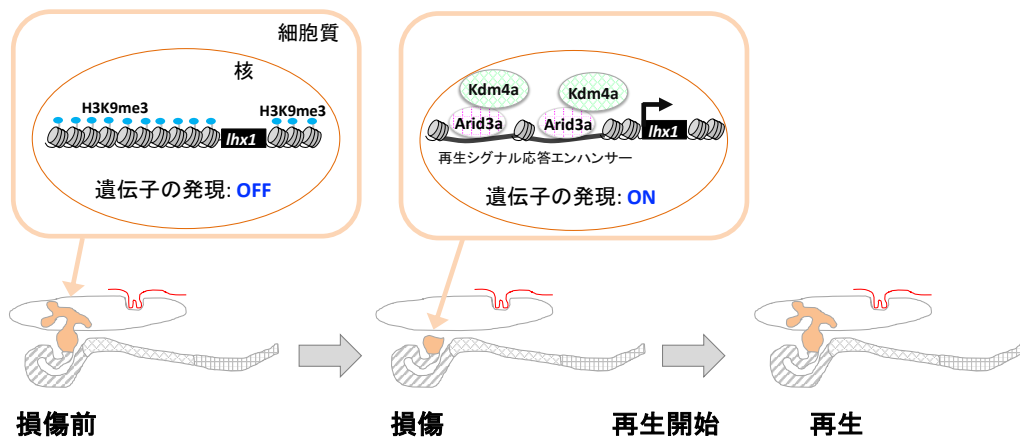 細胞質
核
H3K9me3
H3K9me3
lhx1
遺伝子の発現: OFF
Kdm4a
Kdm4a
Arid3a
Arid3a
lhx1
再生シグナル応答エンハンサー
遺伝子の発現: ON
損傷前
損傷
再生開始
再生